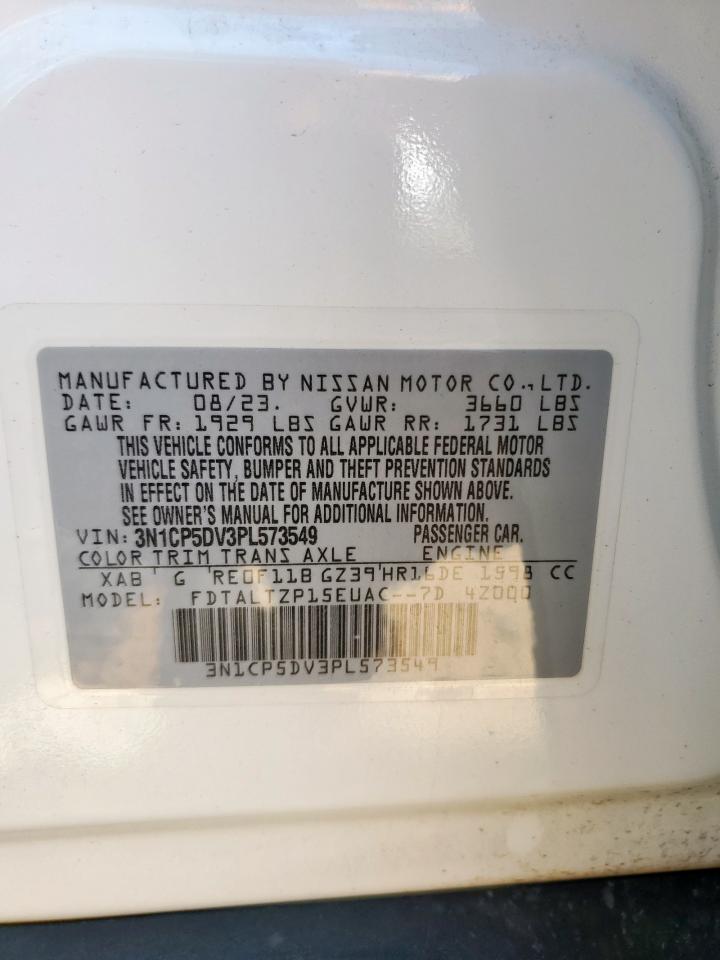 MANUFACTURED BY NISSAN MOTOR CO., LTD.
DATE: 08/23. GVWR: 3660 LBS
GAWR FR: 1929 LBS GAWR RR: 1731 LBS
THIS VEHICLE CONFORMS TO ALL APPLICABLE FEDERAL MOTOR
VEHICLE SAFETY, BUMPER AND THEFT PREVENTION STANDARDS
IN EFFECT ON THE DATE OF MANUFACTURE SHOWN ABOVE.
SEE OWNER'S MANUAL FOR ADDITIONAL INFORMATION.
VIN: 3N1CP5DV3PL573549 PASSENGER CAR.
COLOR TRIM TRANS AXLE ENGINE
XAB' G 'RE0F11B GZ39'HR16DE 1598 CC
MODEL: FDTALTZP15EUAC--7D 4Z000
3N1CP5DV3PL573549